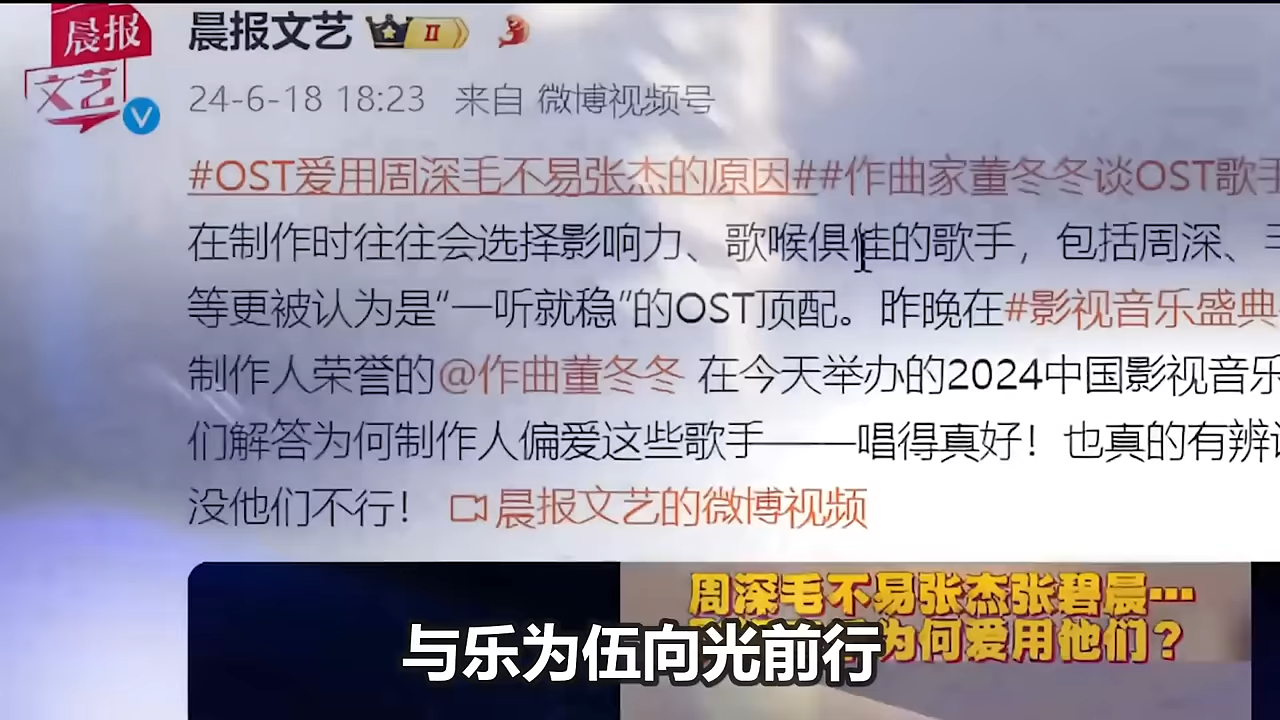 晨报
文艺
晨报文艺
II
24-6-18 18:23 来自 微博视频号
#OST爱用周深毛不易张杰的原因##作曲家董冬冬谈OST歌手
在制作时往往会选择影响力、歌喉俱佳的歌手，包括周深、
等更被认为是“一听就稳”的OST顶配。昨晚在#影视音乐盛典
制作人荣誉的@作曲董冬冬 在今天举办的2024中国影视音乐
们解答为何制作人偏爱这些歌手——唱得真好！也真的有辨
没他们不行！ 晨报文艺的微博视频
周深毛不易张杰张碧晨…
为何爱用他们？
与乐为伍向光前行